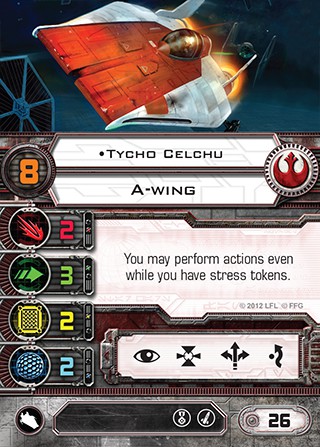 •Tycho Celchu
8
A-wing
2
You may perform actions even
while you have stress tokens.
3
© 2012 LFL © FFG
2
2
26